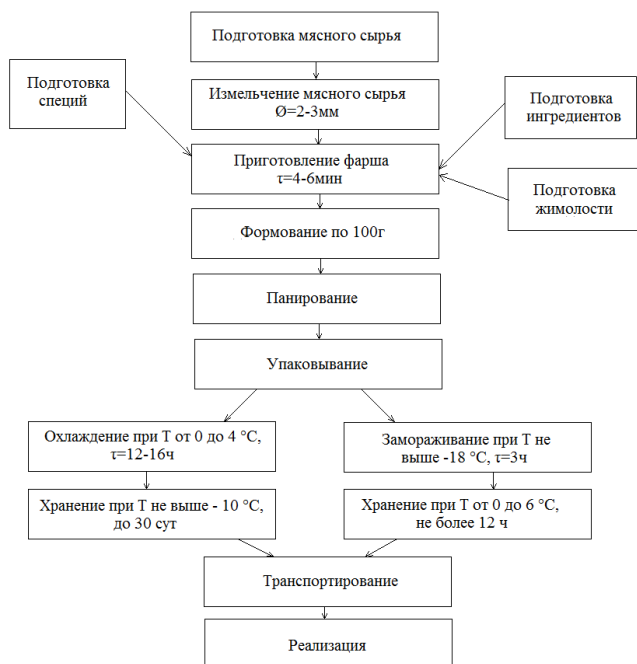 Подготовка мясного сырья
Подготовка
специй
Измельчение мясного сырья
Ø=2-3мм
Подготовка
ингредиентов
Приготовление фарша
τ=4-6мин
Подготовка
жимолости
Формование по 100г
Панирование
Упаковывание
Охлаждение при Т от 0 до 4 °С,
τ=12-16ч
Замораживание при Т не
выше -18 °С, τ=3ч
Хранение при Т не выше - 10 °С,
до 30 сут
Хранение при Т от 0 до 6 °С,
не более 12 ч
Транспортирование
Реализация